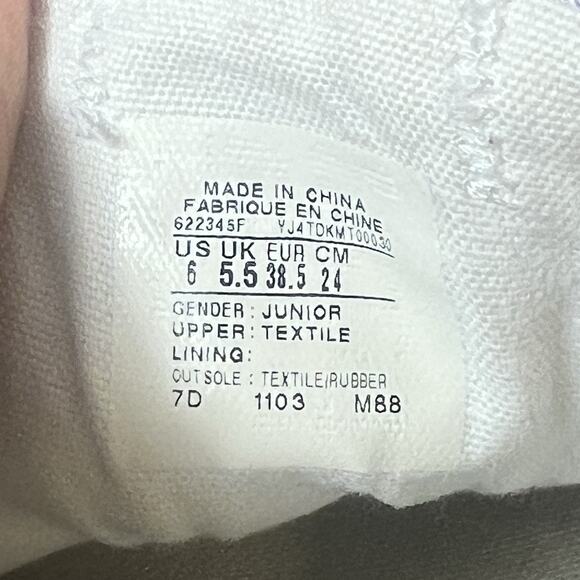 MADE IN CHINA
FABRIQUE EN CHINE
622345F YJ4TDKMT00030
US UK EUR CM
6 5.5 38.5 24
GENDER: JUNIOR
UPPER: TEXTILE
LINING:
OUTSOLE: TEXTILE/RUBBER
7D 1103 M88